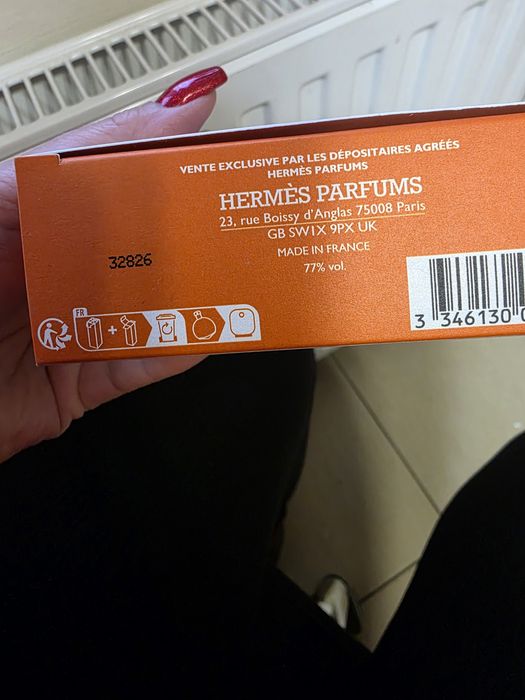 VENTE EXCLUSIVE PAR LES DÉPOSITAIRES AGRÉÉS
HERMÈS PARFUMS
HERMÈS PARFUMS
23, rue Boissy d'Anglas 75008 Paris
GB SW1X 9PX UK
MADE IN FRANCE
77% vol.
32826
FR
+
3 346130